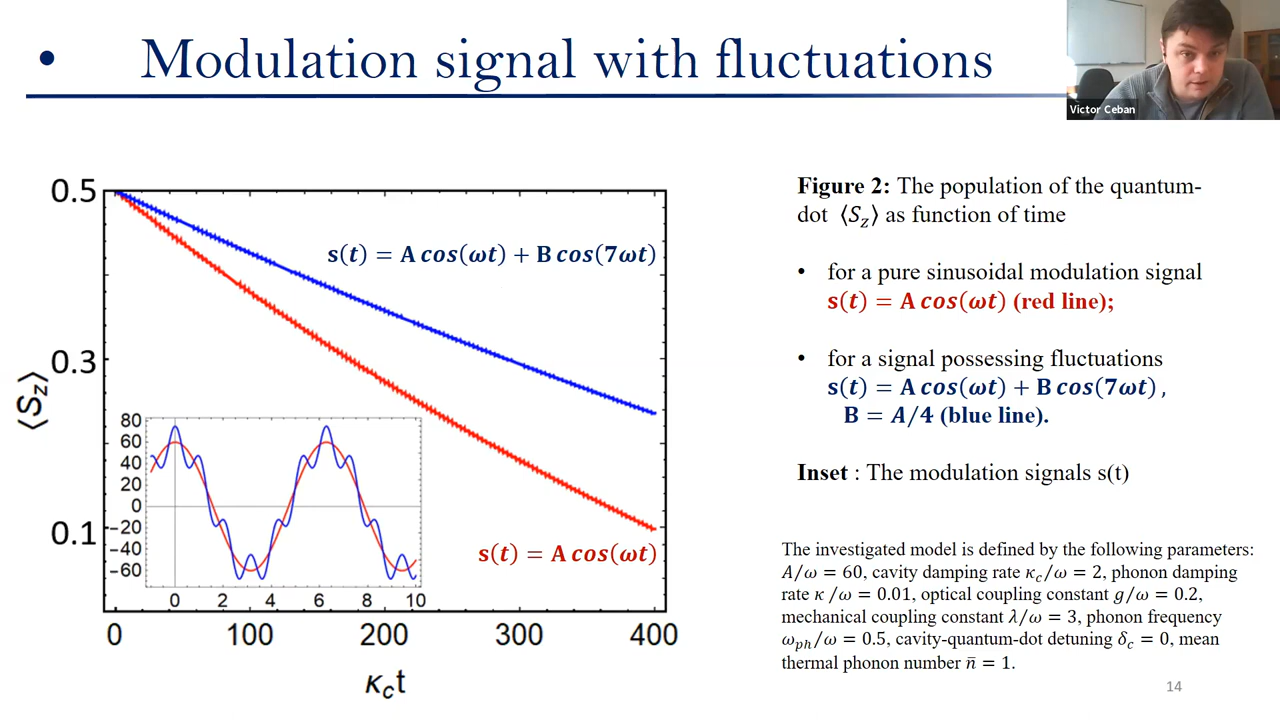 • Modulation signal with fluctuations
Victor Ceban
0.5
0.3
0.1
⟨Sz⟩
s(t) = A cos(ωt) + B cos(7ωt)
80
60
40
20
0
−20
−40
−60
0 2 4 6 8 10
s(t) = A cos(ωt)
0 100 200 300 400
κct
Figure 2: The population of the quantum-
dot ⟨Sz⟩ as function of time
• for a pure sinusoidal modulation signal
s(t) = A cos(ωt) (red line);
• for a signal possessing fluctuations
s(t) = A cos(ωt) + B cos(7ωt) ,
B = A/4 (blue line).
Inset : The modulation signals s(t)
The investigated model is defined by the following parameters:
A/ω = 60, cavity damping rate κc/ω = 2, phonon damping
rate κ /ω = 0.01, optical coupling constant g/ω = 0.2,
mechanical coupling constant λ/ω = 3, phonon frequency
ωph/ω = 0.5, cavity-quantum-dot detuning δc = 0, mean
thermal phonon number n̄ = 1.
14